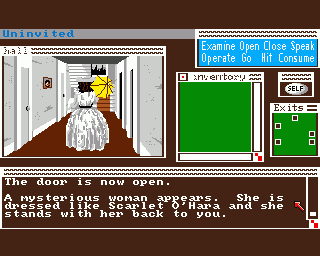 Uninvited
hall
Examine Open Close Speak
Operate Go Hit Consume
inventory
SELF
Exits
The door is now open.
A mysterious woman appears. She is
dressed like Scarlet O'Hara and she
stands with her back to you.